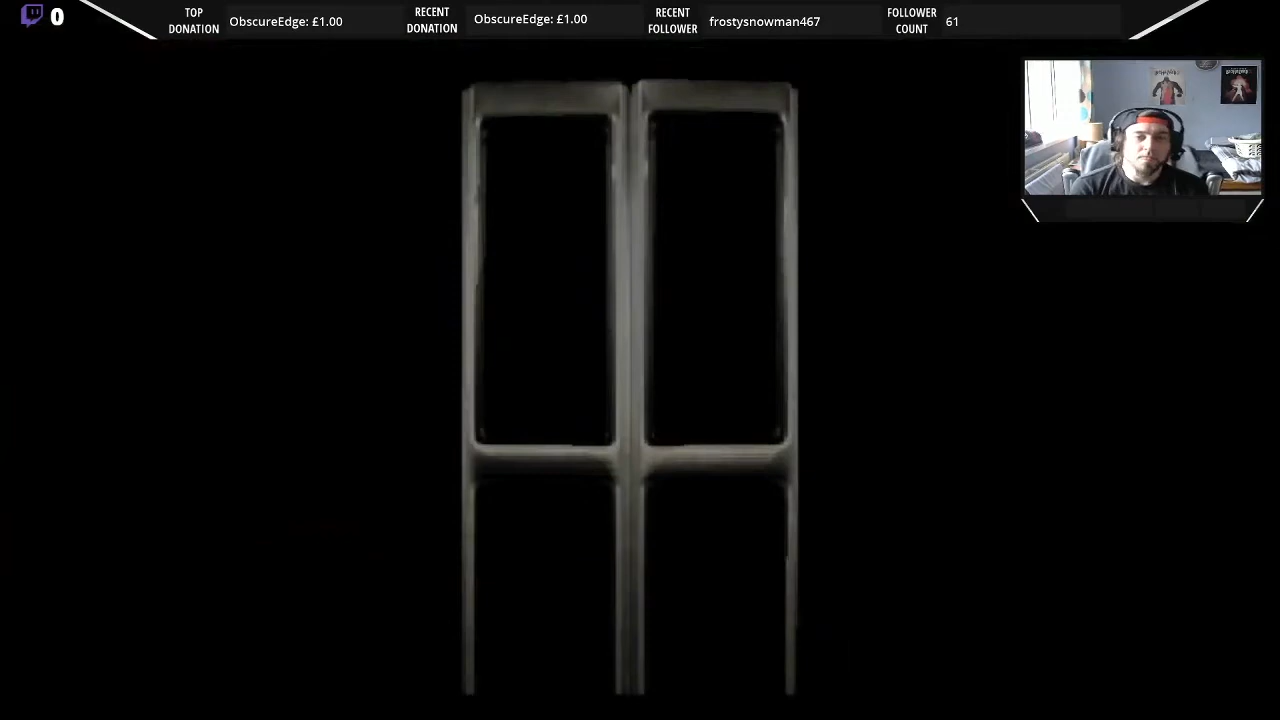 0
TOP DONATION
ObscureEdge: £1.00
RECENT DONATION
ObscureEdge: £1.00
RECENT FOLLOWER
frostysnowman467
FOLLOWER COUNT
61